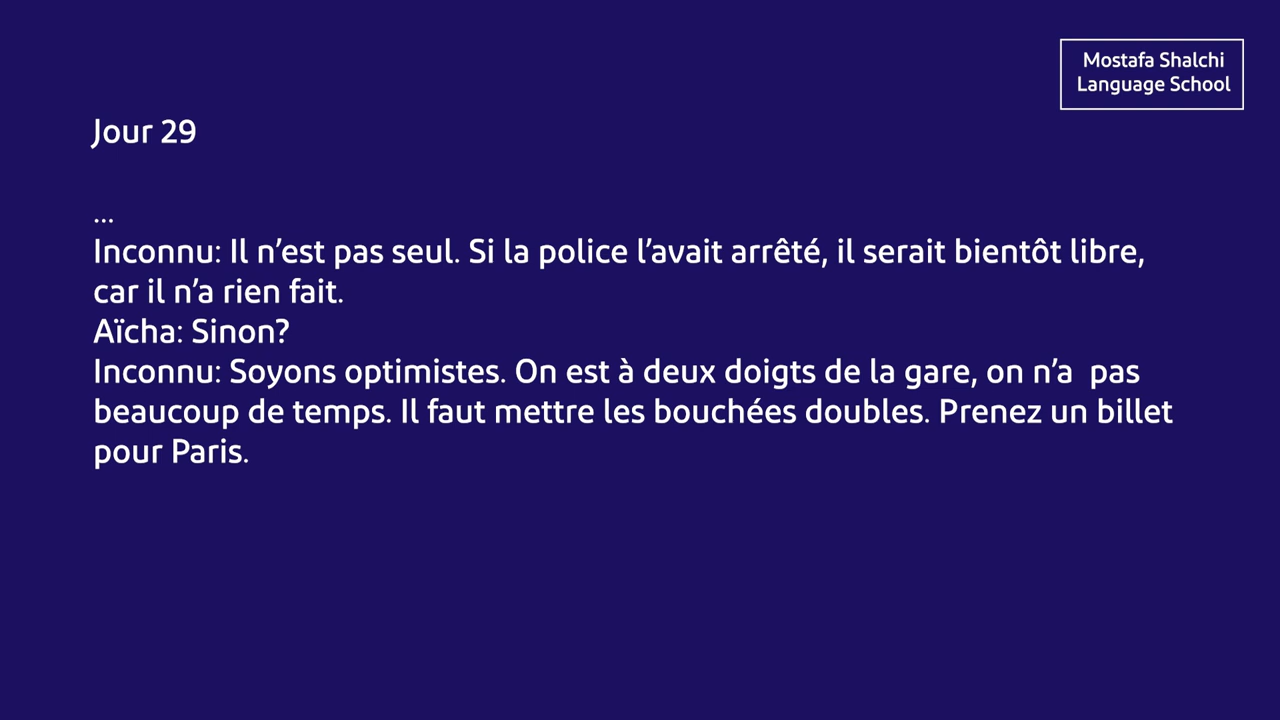 Mostafa Shalchi
Language School
Jour 29
...
Inconnu: Il n’est pas seul. Si la police l’avait arrêté, il serait bientôt libre,
car il n’a rien fait.
Aïcha: Sinon?
Inconnu: Soyons optimistes. On est à deux doigts de la gare, on n’a  pas
beaucoup de temps. Il faut mettre les bouchées doubles. Prenez un billet
pour Paris.